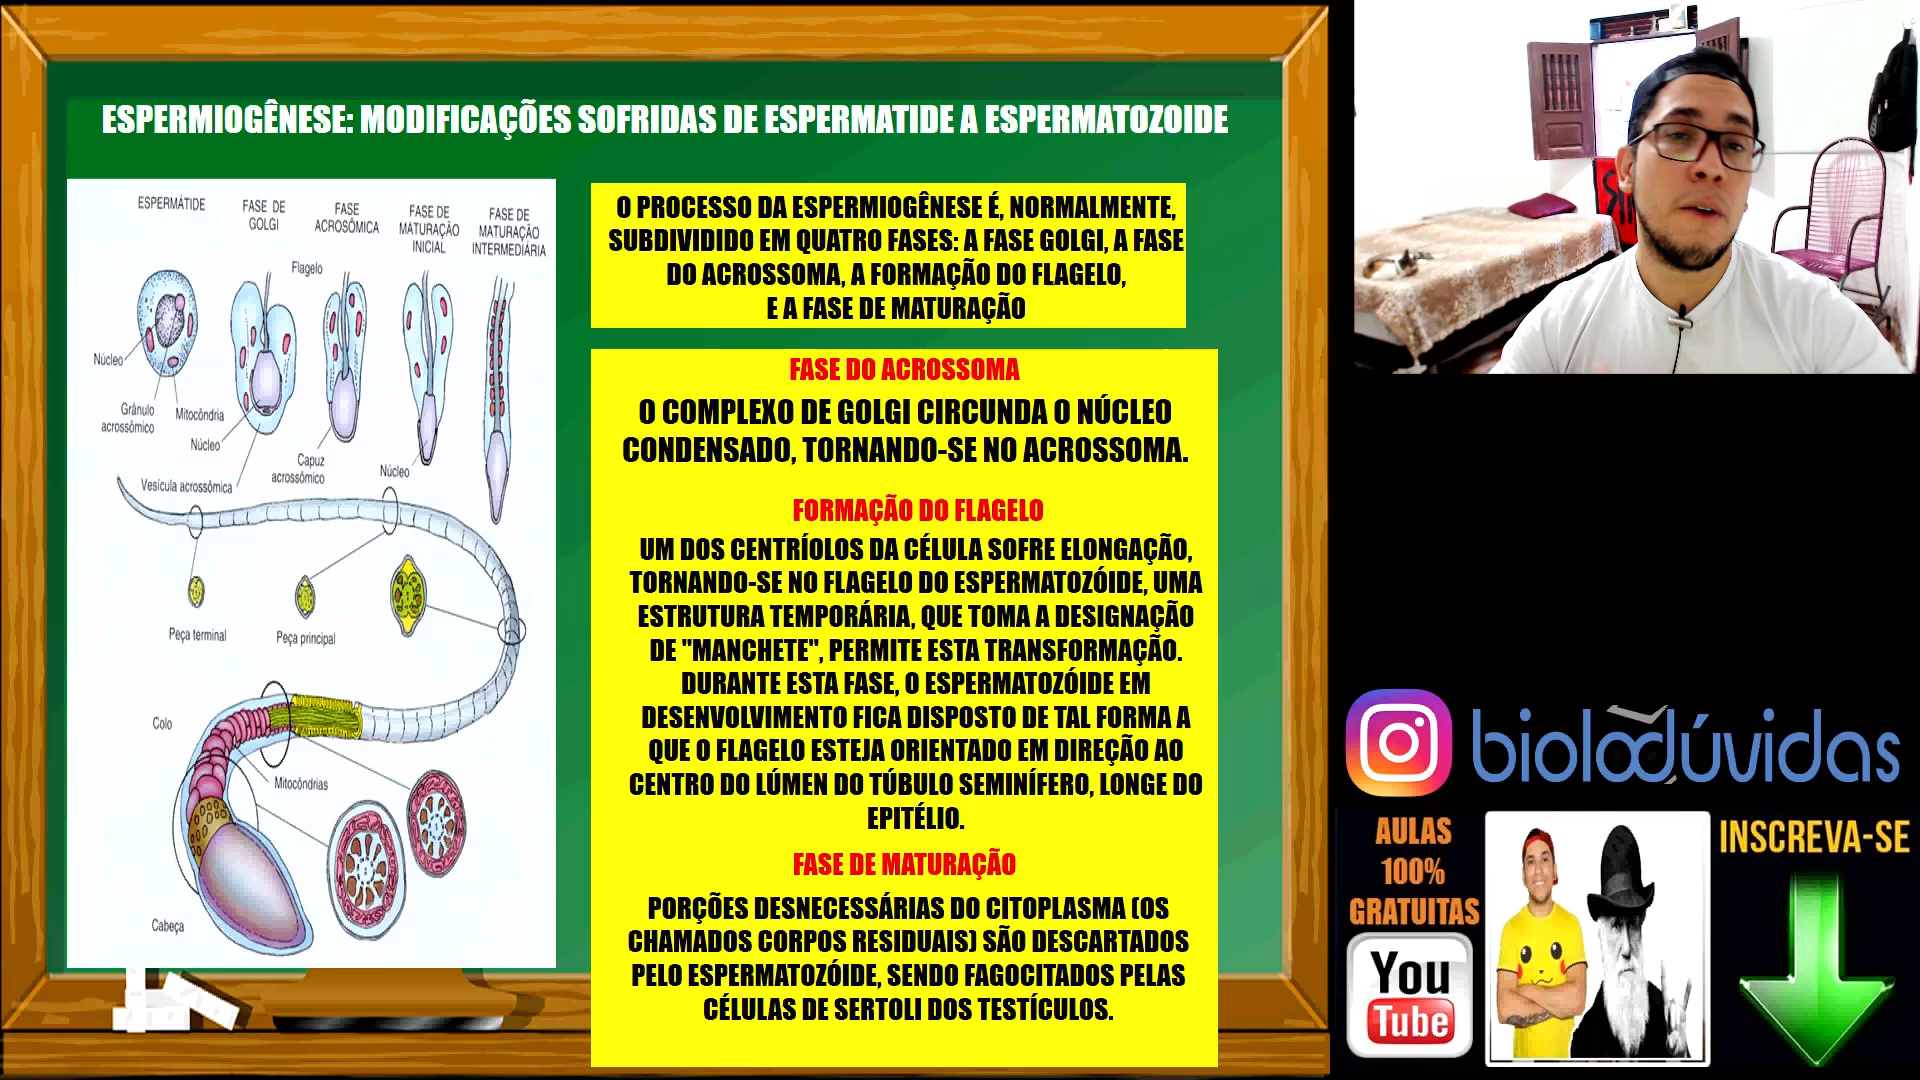 ESPERMIOGÊNESE: MODIFICAÇÕES SOFRIDAS DE ESPERMATIDE A ESPERMATOZOIDE
ESPERMÁTIDE
FASE DE
GOLGI
FASE
ACROSÔMICA
FASE DE
MATURAÇÃO
INICIAL
FASE DE
MATURAÇÃO
INTERMEDIÁRIA
Flagelo
Núcleo
Grânulo
acrossômico
Mitocôndria
Núcleo
Vesícula acrossômica
Capuz
acrossômico
Núcleo
Peça terminal
Peça principal
Colo
Mitocôndrias
Cabeça
O PROCESSO DA ESPERMIOGÊNESE É, NORMALMENTE,
SUBDIVIDIDO EM QUATRO FASES: A FASE GOLGI, A FASE
DO ACROSSOMA, A FORMAÇÃO DO FLAGELO,
E A FASE DE MATURAÇÃO
FASE DO ACROSSOMA
O COMPLEXO DE GOLGI CIRCUNDA O NÚCLEO
CONDENSADO, TORNANDO-SE NO ACROSSOMA.
FORMAÇÃO DO FLAGELO
UM DOS CENTRÍOLOS DA CÉLULA SOFRE ELONGAÇÃO,
TORNANDO-SE NO FLAGELO DO ESPERMATOZÓIDE, UMA
ESTRUTURA TEMPORÁRIA, QUE TOMA A DESIGNAÇÃO
DE "MANCHETE", PERMITE ESTA TRANSFORMAÇÃO.
DURANTE ESTA FASE, O ESPERMATOZÓIDE EM
DESENVOLVIMENTO FICA DISPOSTO DE TAL FORMA A
QUE O FLAGELO ESTEJA ORIENTADO EM DIREÇÃO AO
CENTRO DO LÚMEN DO TÚBULO SEMINÍFERO, LONGE DO
EPITÉLIO.
FASE DE MATURAÇÃO
PORÇÕES DESNECESSÁRIAS DO CITOPLASMA (OS
CHAMADOS CORPOS RESIDUAIS) SÃO DESCARTADOS
PELO ESPERMATOZÓIDE, SENDO FAGOCITADOS PELAS
CÉLULAS DE SERTOLI DOS TESTÍCULOS.
biolodúvidas
AULAS
100%
GRATUITAS
You
Tube
INSCREVA-SE